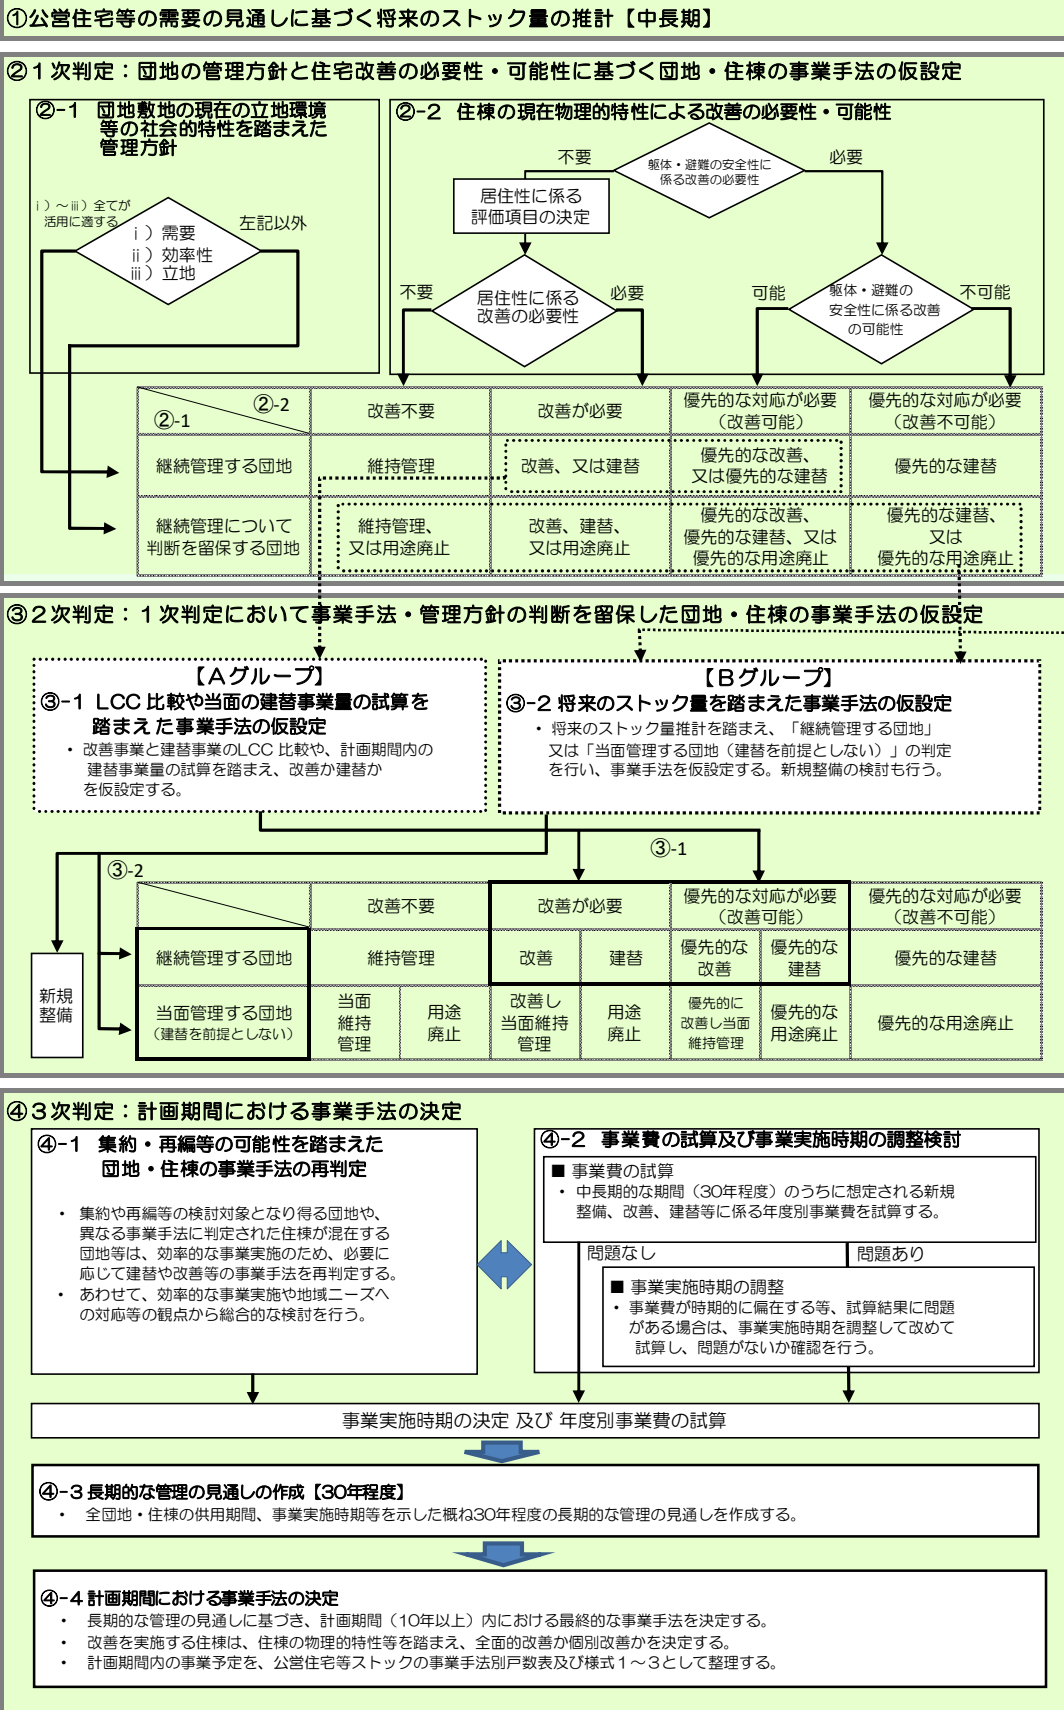 ①公営住宅等の需要の見通しに基づく将来のストック量の推計【中長期】
②１次判定：団地の管理方針と住宅改善の必要性・可能性に基づく団地・住棟の事業手法の仮設定
②-1 団地敷地の現在の立地環境
等の社会的特性を踏まえた
管理方針
ⅰ）～ⅲ）全てが
活用に適する
ⅰ）需要
ⅱ）効率性
ⅲ）立地
左記以外
②-2 住棟の現在物理的特性による改善の必要性・可能性
不要
躯体・避難の安全性に
係る改善の必要性
必要
居住性に係る
評価項目の決定
不要
居住性に係る
改善の必要性
必要
可能
躯体・避難の
安全性に係る改善
の可能性
不可能
②-2
②-1
改善不要
改善が必要
優先的な対応が必要
（改善可能）
優先的な対応が必要
（改善不可能）
継続管理する団地
維持管理
改善、又は建替
優先的な改善、
又は優先的な建替
優先的な建替
継続管理について
判断を留保する団地
維持管理、
又は用途廃止
改善、建替、
又は用途廃止
優先的な改善、
優先的な建替、又は
優先的な用途廃止
優先的な建替、
又は
優先的な用途廃止
③２次判定：１次判定において事業手法・管理方針の判断を留保した団地・住棟の事業手法の仮設定
【Ａグループ】
③-1 LCC 比較や当面の建替事業量の試算を
踏まえた事業手法の仮設定
・ 改善事業と建替事業のLCC 比較や、計画期間内の
建替事業量の試算を踏まえ、改善か建替か
を仮設定する。
【Ｂグループ】
③-2 将来のストック量を踏まえた事業手法の仮設定
・ 将来のストック量推計を踏まえ、「継続管理する団地」
又は「当面管理する団地（建替を前提としない）」の判定
を行い、事業手法を仮設定する。新規整備の検討も行う。
③-1
③-2
改善不要
改善が必要
優先的な対応が必要
（改善可能）
優先的な対応が必要
（改善不可能）
継続管理する団地
維持管理
改善
建替
優先的な
改善
優先的な
建替
優先的な建替
新規
整備
当面管理する団地
（建替を前提としない）
当面
維持
管理
用途
廃止
改善し
当面維持
管理
用途
廃止
優先的に
改善し当面
維持管理
優先的な
用途廃止
優先的な用途廃止
④３次判定：計画期間における事業手法の決定
④-1 集約・再編等の可能性を踏まえた
団地・住棟の事業手法の再判定
・ 集約や再編等の検討対象となり得る団地や、
異なる事業手法に判定された住棟が混在する
団地等は、効率的な事業実施のため、必要に
応じて建替や改善等の事業手法を再判定する。
・ あわせて、効率的な事業実施や地域ニーズへ
の対応等の観点から総合的な検討を行う。
④-2 事業費の試算及び事業実施時期の調整検討
■ 事業費の試算
・ 中長期的な期間（30年程度）のうちに想定される新規
整備、改善、建替等に係る年度別事業費を試算する。
問題なし
問題あり
■ 事業実施時期の調整
・ 事業費が時期的に偏在する等、試算結果に問題
がある場合は、事業実施時期を調整して改めて
試算し、問題がないか確認を行う。
事業実施時期の決定 及び 年度別事業費の試算
④-3 長期的な管理の見通しの作成【30年程度】
・ 全団地・住棟の供用期間、事業実施時期等を示した概ね30年程度の長期的な管理の見通しを作成する。
④-4 計画期間における事業手法の決定
・ 長期的な管理の見通しに基づき、計画期間（10年以上）内における最終的な事業手法を決定する。
・ 改善を実施する住棟は、住棟の物理的特性等を踏まえ、全面的改善か個別改善かを決定する。
・ 計画期間内の事業予定を、公営住宅等ストックの事業手法別戸数表及び様式１～３として整理する。